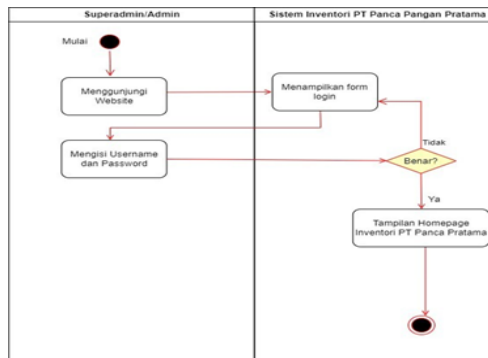 Superadmin/Admin
Sistem Inventori PT Panca Pangan Pratama
Mulai
Menggunjungi
Website
Menampilkan form
login
Mengisi Username
dan Password
Tidak
Benar?
Ya
Tampilan Homepage
Inventori PT Panca Pratama